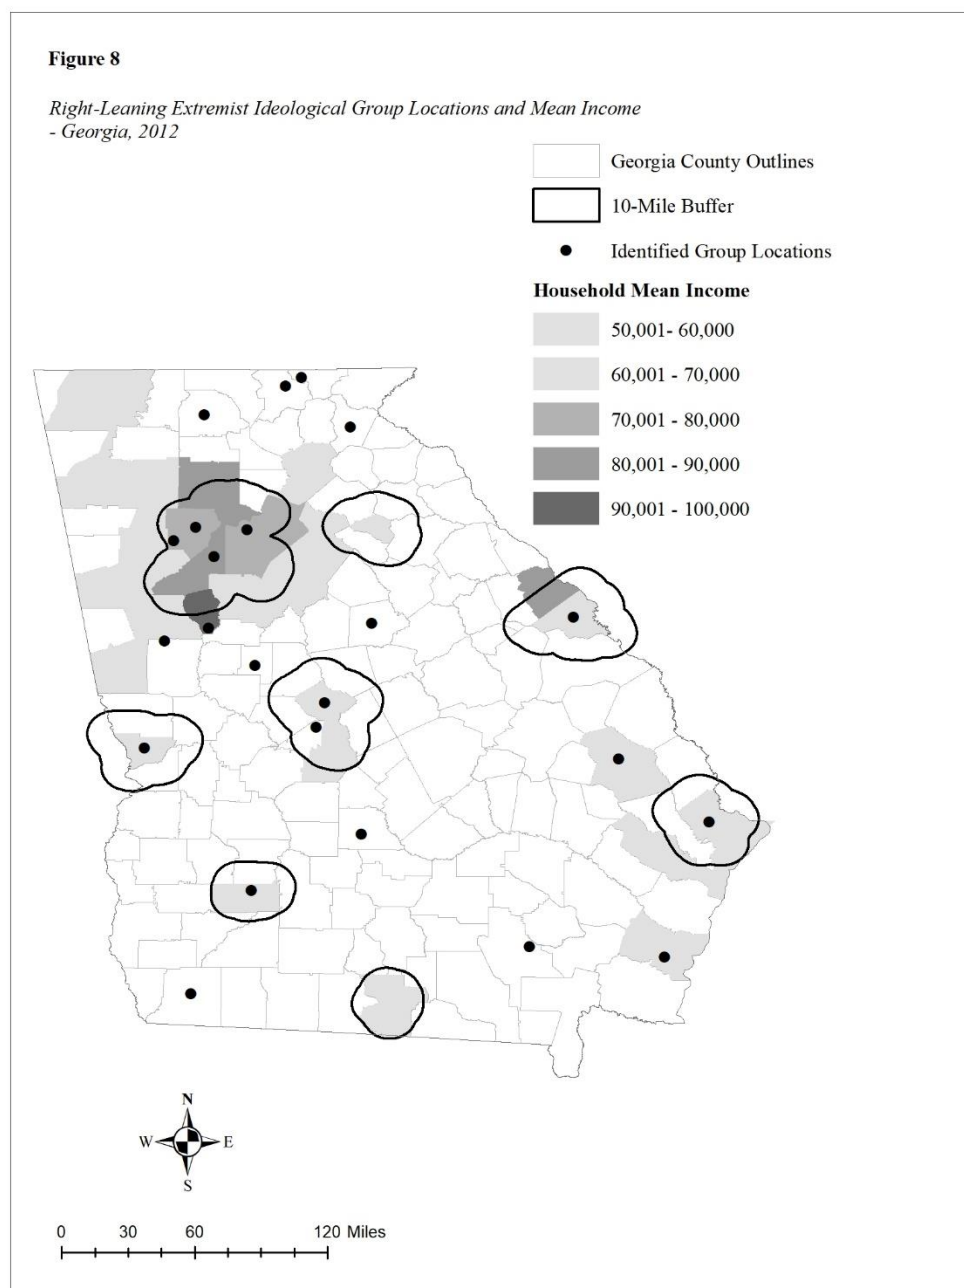 Figure 8
Right-Leaning Extremist Ideological Group Locations and Mean Income
- Georgia, 2012
Georgia County Outlines
10-Mile Buffer
Identified Group Locations
Household Mean Income
50,001- 60,000
60,001 - 70,000
70,001 - 80,000
80,001 - 90,000
90,001 - 100,000
N
W E
S
0 30 60 120 Miles